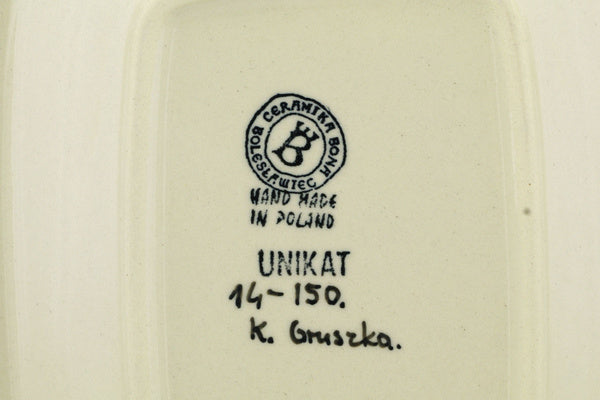 CERAMIKA BONA
BOLESŁAWIEC
B
HAND MADE
IN POLAND
UNIKAT
14-150.
K. Gruszka.